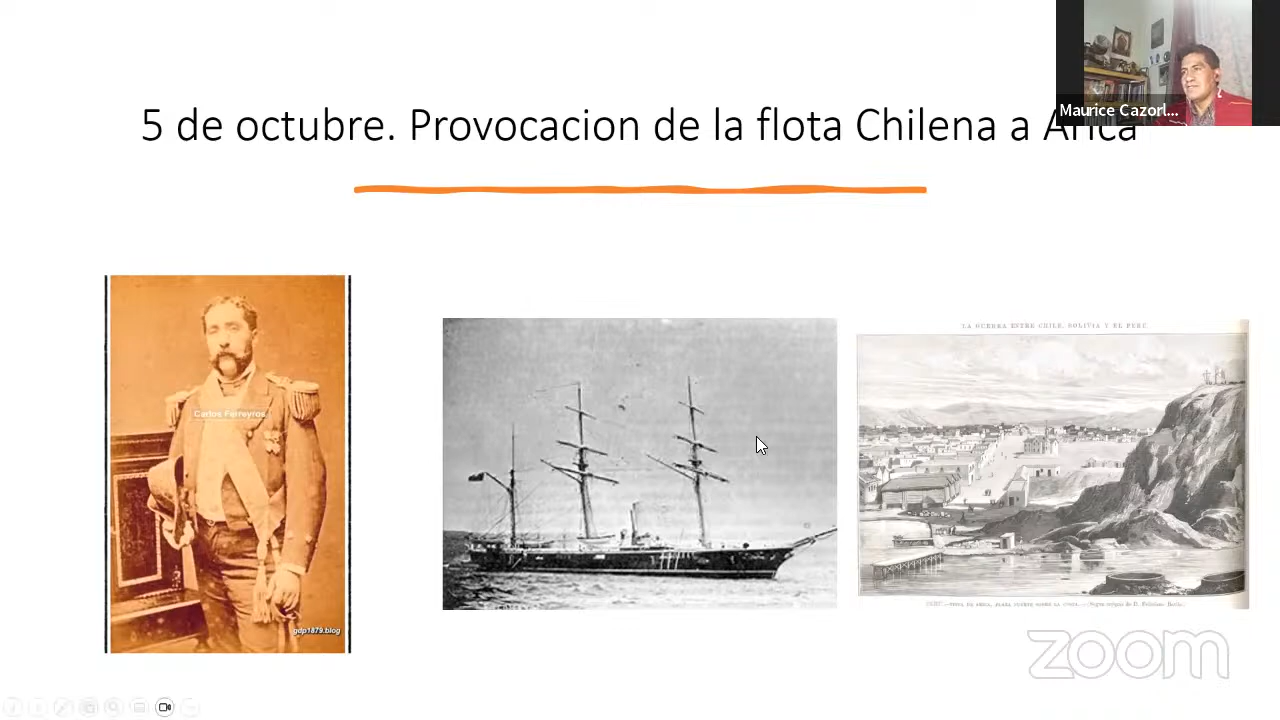 5 de octubre. Provocacion de la flota Chilena a Arica
Maurice Cazorl...
Carlos Ferreyros
gdp1879.blog
LA GUERRA ENTRE CHILE, BOLIVIA Y EL PERÚ
zoom